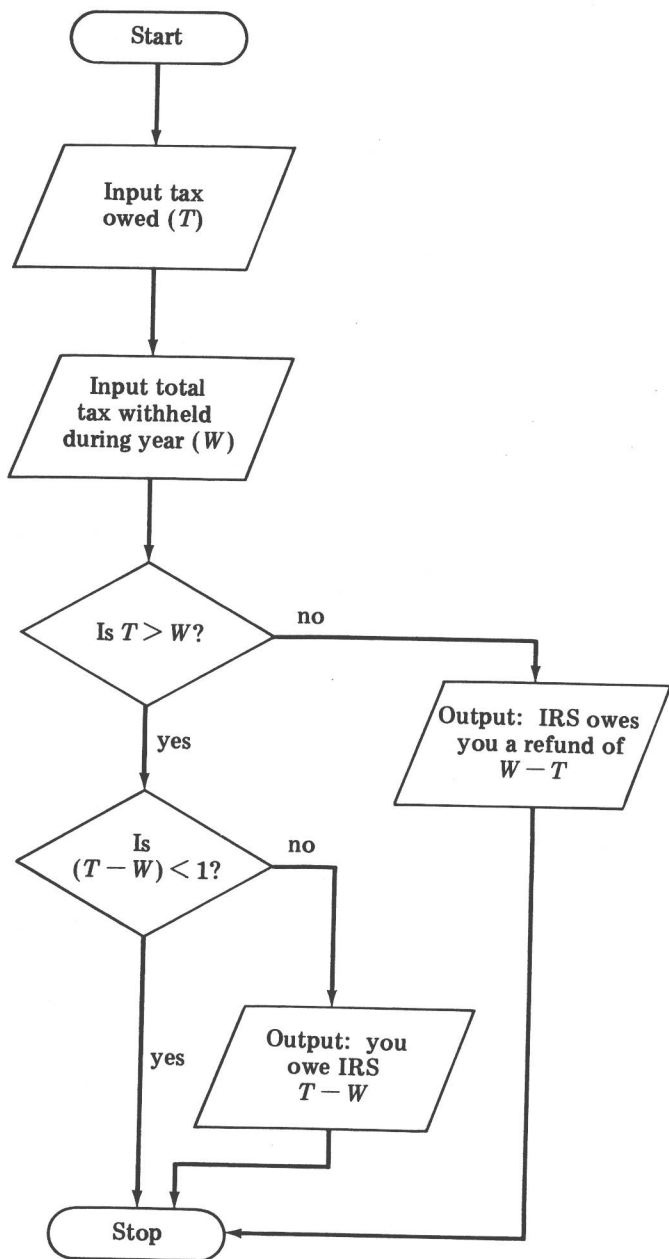 Start
Input tax
owed (T)
Input total
tax withheld
during year (W)
Is T > W?
no
yes
Output: IRS owes
you a refund of
W − T
Is
(T − W) < 1?
no
yes
Output: you
owe IRS
T − W
Stop